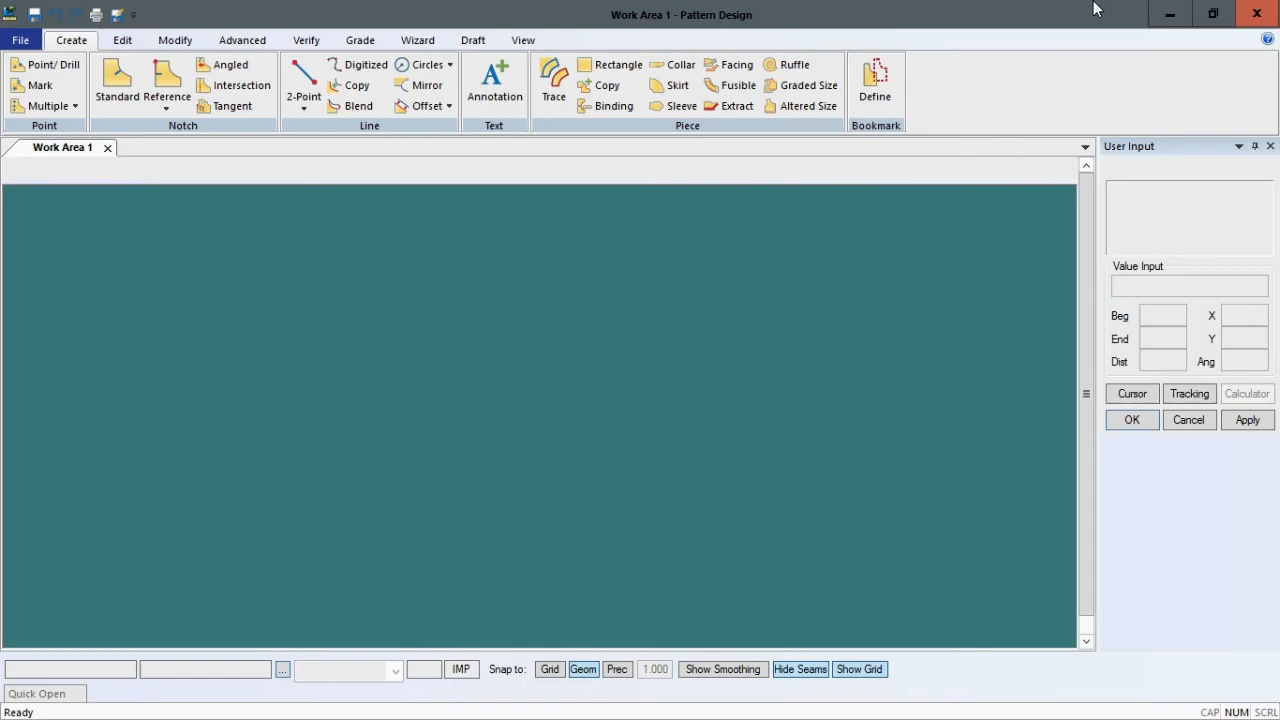 Work Area 1 - Pattern Design
File Create Edit Modify Advanced Verify Grade Wizard Draft View
Point/ Drill Angled Digitized Circles Rectangle Collar Facing Ruffle
Mark Standard Reference Intersection 2-Point Copy Mirror Annotation Trace Copy Skirt Fusible Graded Size Define
Multiple Tangent Blend Offset Binding Sleeve Extract Altered Size
Point Notch Line Text Piece Bookmark
Work Area 1 User Input
Value Input
Beg X
End Y
Dist Ang
Cursor Tracking Calculator
OK Cancel Apply
... IMP Snap to: Grid Geom Prec 1.000 Show Smoothing Hide Seams Show Grid
Quick Open
Ready CAP NUM SCRL